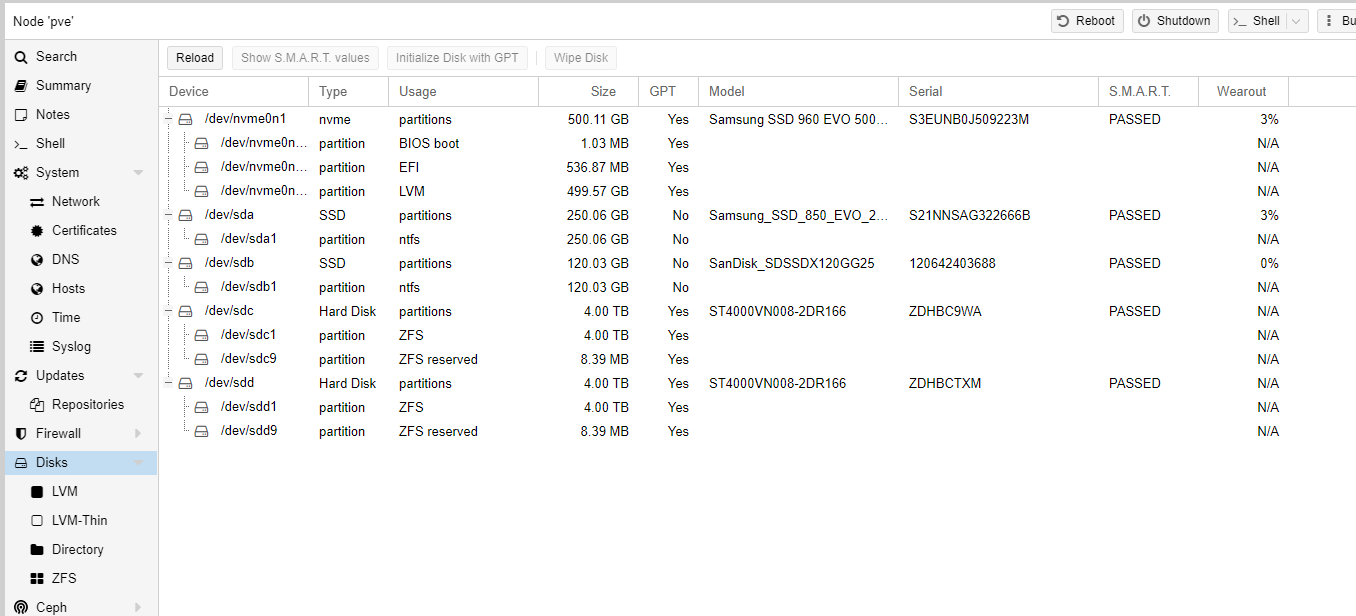 Node 'pve'
Reboot
Shutdown
Shell
Bu
Search
Summary
Notes
Shell
System
Network
Certificates
DNS
Hosts
Time
Syslog
Updates
Repositories
Firewall
Disks
LVM
LVM-Thin
Directory
ZFS
Ceph
Reload Show S.M.A.R.T. values Initialize Disk with GPT Wipe Disk
Device Type Usage Size GPT Model Serial S.M.A.R.T. Wearout
/dev/nvme0n1 nvme partitions 500.11 GB Yes Samsung SSD 960 EVO 500... S3EUNB0J509223M PASSED 3%
/dev/nvme0n... partition BIOS boot 1.03 MB Yes N/A
/dev/nvme0n... partition EFI 536.87 MB Yes N/A
/dev/nvme0n... partition LVM 499.57 GB Yes N/A
/dev/sda SSD partitions 250.06 GB No Samsung_SSD_850_EVO_2... S21NNSAG322666B PASSED 3%
/dev/sda1 partition ntfs 250.06 GB No N/A
/dev/sdb SSD partitions 120.03 GB No SanDisk_SDSSDX120GG25 120642403688 PASSED 0%
/dev/sdb1 partition ntfs 120.03 GB No N/A
/dev/sdc Hard Disk partitions 4.00 TB Yes ST4000VN008-2DR166 ZDHBC9WA PASSED N/A
/dev/sdc1 partition ZFS 4.00 TB Yes N/A
/dev/sdc9 partition ZFS reserved 8.39 MB Yes N/A
/dev/sdd Hard Disk partitions 4.00 TB Yes ST4000VN008-2DR166 ZDHBCTXM PASSED N/A
/dev/sdd1 partition ZFS 4.00 TB Yes N/A
/dev/sdd9 partition ZFS reserved 8.39 MB Yes N/A